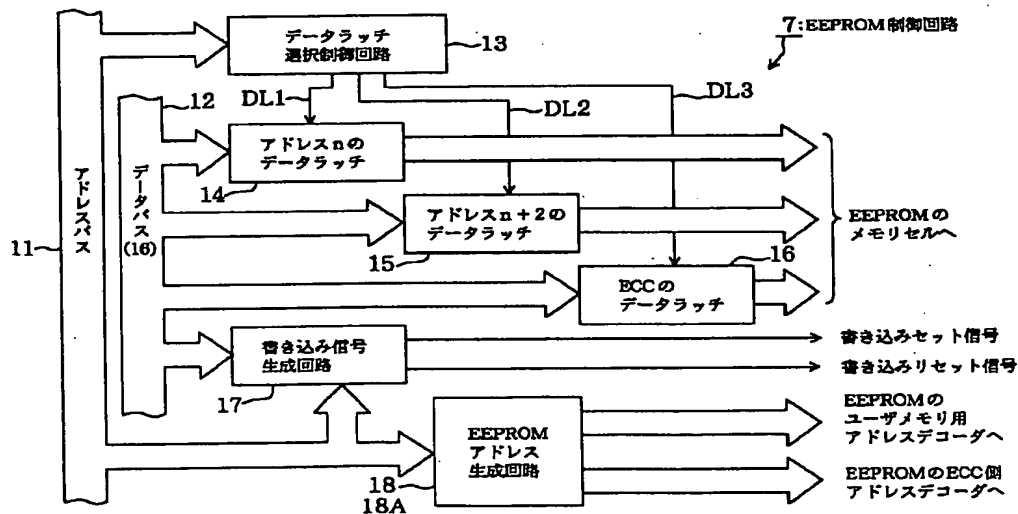 7:EEPROM制御回路
データラッチ
選択制御回路
13
DL1
DL2
DL3
12
アドレスnの
データラッチ
14
アドレスバス
11
データバス
(16)
アドレスn+2の
データラッチ
15
EEPROMの
メモリセルへ
16
ECCの
データラッチ
書き込み信号
生成回路
17
書き込みセット信号
書き込みリセット信号
EEPROM
アドレス
生成回路
18
18A
EEPROMの
ユーザメモリ用
アドレスデコーダへ
EEPROMのECC側
アドレスデコーダへ